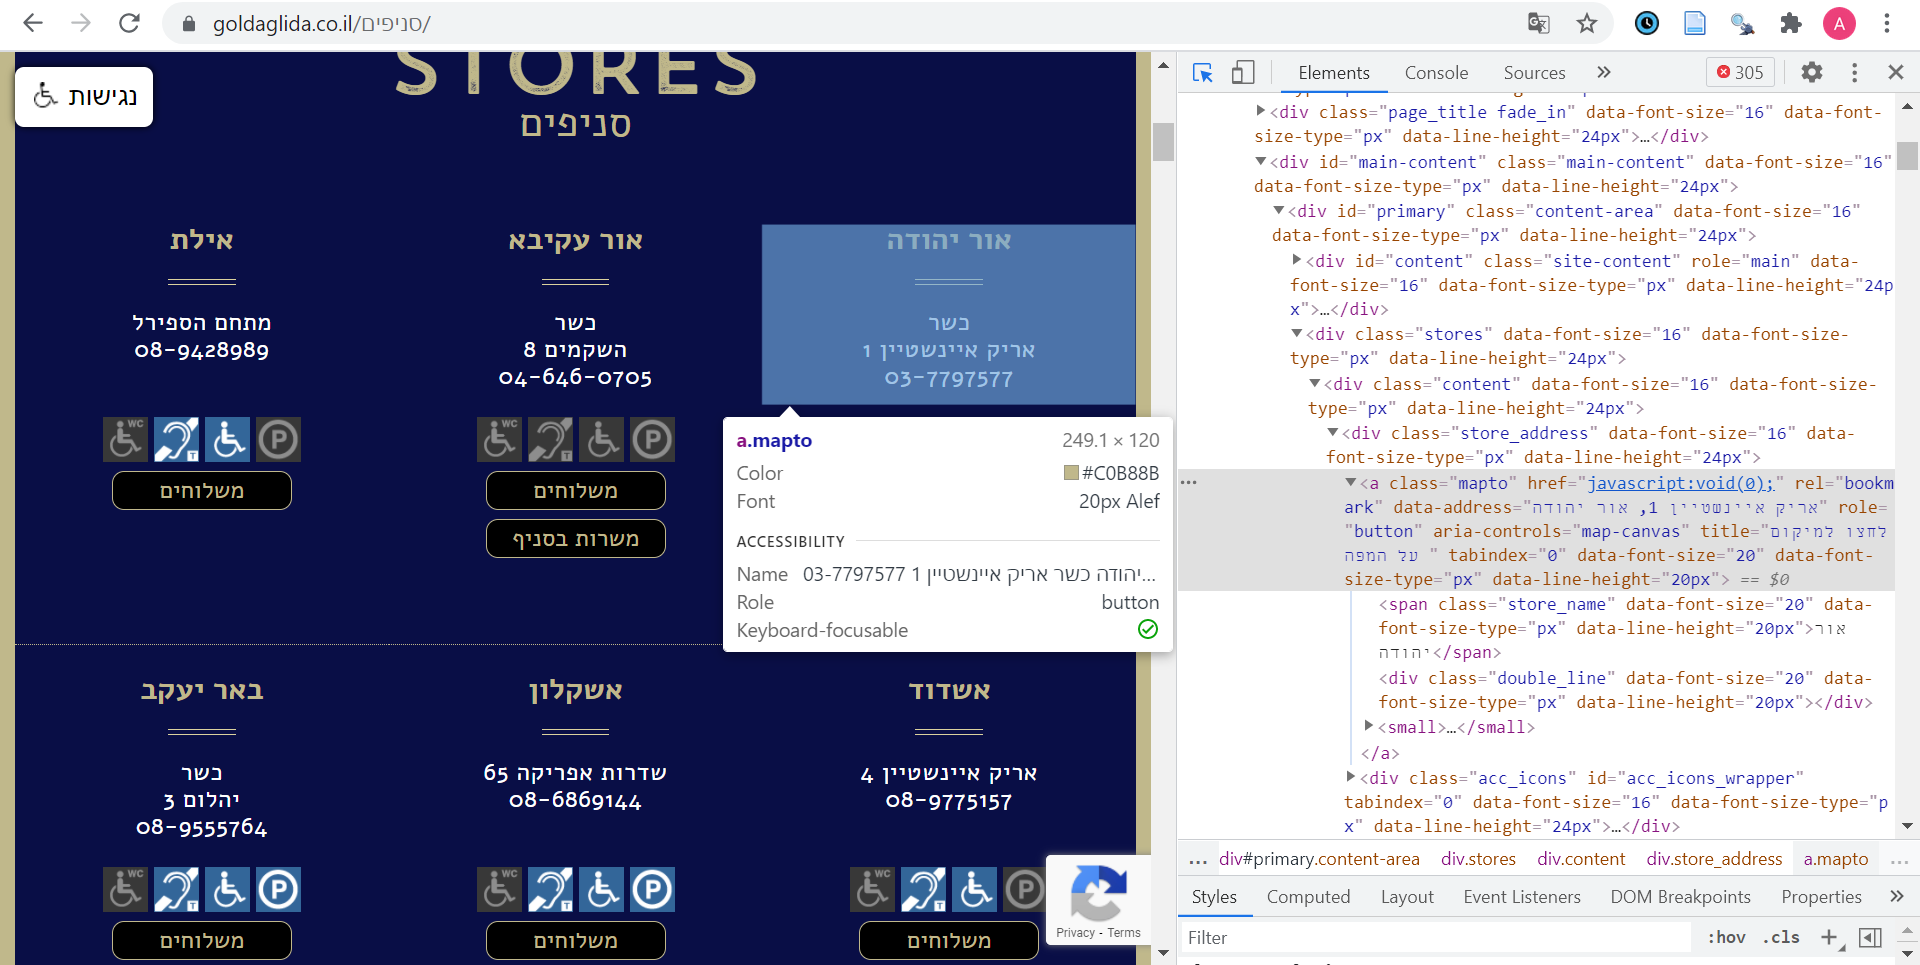 goldaglida.co.il/סניפים/
A
נגישות
STORES
סניפים
אור יהודה
כשר
אריק איינשטיין 1
03-7797577
אור עקיבא
כשר
השקמים 8
04-646-0705
WC
T
P
משלוחים
משרות בסניף
אילת
מתחם הספירל
08-9428989
WC
T
P
משלוחים
a.mapto 249.1 × 120
Color #C0B88B
Font 20px Alef
ACCESSIBILITY
Name יהודה כשר אריק איינשטיין 1 03-7797577...
Role button
Keyboard-focusable
אשדוד
אריק איינשטיין 4
08-9775157
WC
T
P
משלוחים
אשקלון
שדרות אפריקה 65
08-6869144
WC
T
P
משלוחים
באר יעקב
כשר
יהלום 3
08-9555764
WC
T
P
משלוחים
Privacy - Terms
Elements Console Sources » 305
<div class="page_title fade_in" data-font-size="16" data-font-
size-type="px" data-line-height="24px">…</div>
<div id="main-content" class="main-content" data-font-size="16"
data-font-size-type="px" data-line-height="24px">
<div id="primary" class="content-area" data-font-size="16"
data-font-size-type="px" data-line-height="24px">
<div id="content" class="site-content" role="main" data-
font-size="16" data-font-size-type="px" data-line-height="24p
x">…</div>
<div class="stores" data-font-size="16" data-font-size-
type="px" data-line-height="24px">
<div class="content" data-font-size="16" data-font-size-
type="px" data-line-height="24px">
<div class="store_address" data-font-size="16" data-
font-size-type="px" data-line-height="24px">
... <a class="mapto" href="javascript:void(0);" rel="bookm
ark" data-address="אריק איינשטיין 1, אור יהודה" role=
"button" aria-controls="map-canvas" title="לחצו למיקום
על המפה " tabindex="0" data-font-size="20" data-font-
size-type="px" data-line-height="20px"> == $0
<span class="store_name" data-font-size="20" data-
font-size-type="px" data-line-height="20px">אור
יהודה</span>
<div class="double_line" data-font-size="20" data-
font-size-type="px" data-line-height="20px"></div>
<small>…</small>
</a>
<div class="acc_icons" id="acc_icons_wrapper"
tabindex="0" data-font-size="16" data-font-size-type="p
x" data-line-height="24px">…</div>
... div#primary.content-area div.stores div.content div.store_address a.mapto ...
Styles Computed Layout Event Listeners DOM Breakpoints Properties »
Filter :hov .cls +